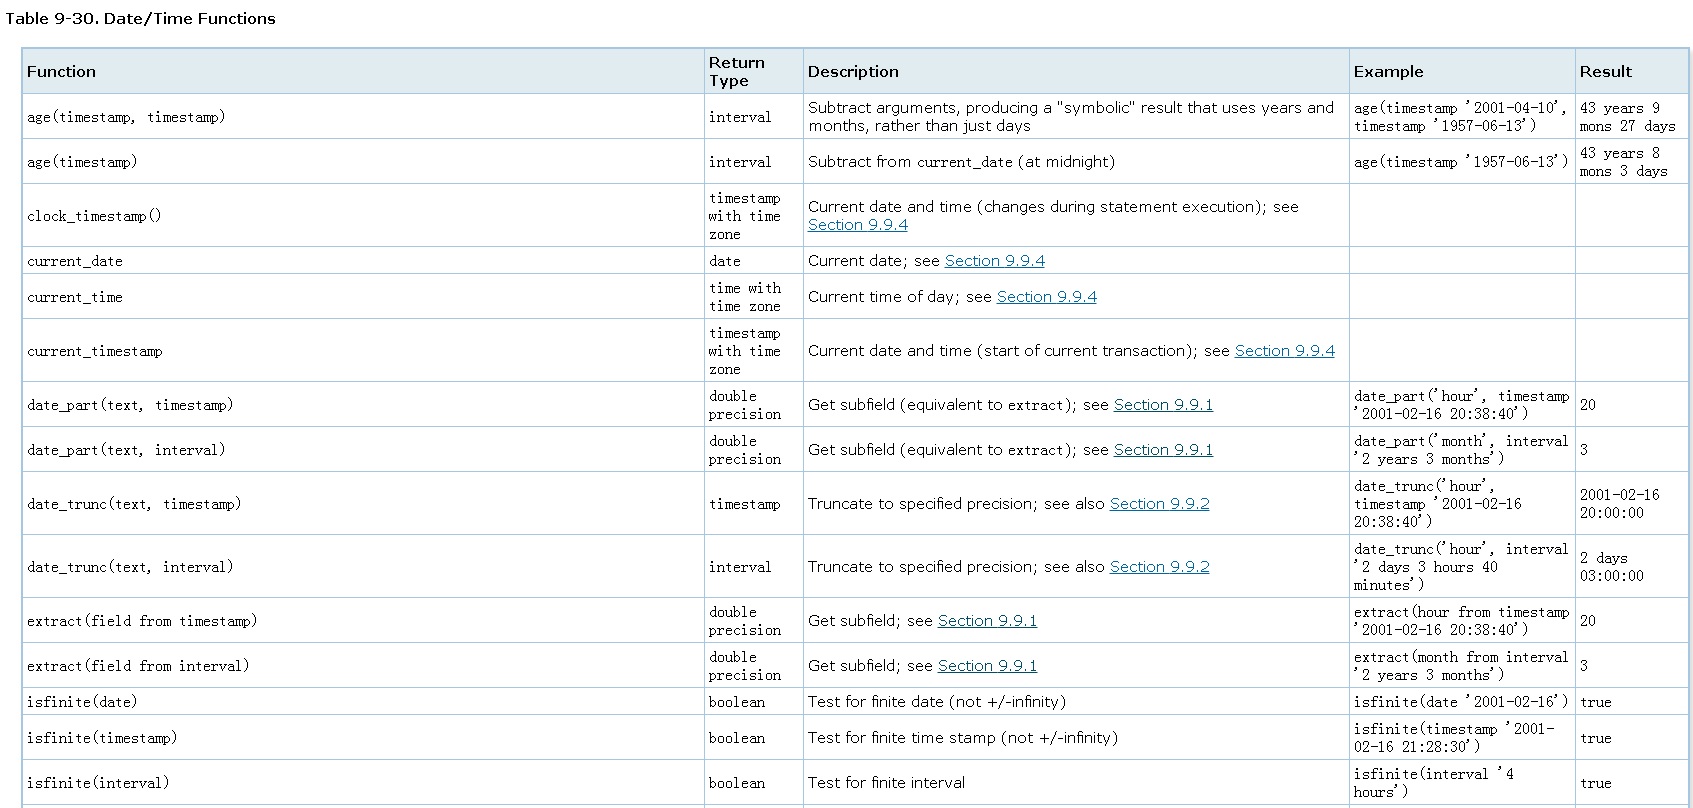 Table 9-30. Date/Time Functions
Function
Return
Type
Description
Example
Result
age(timestamp, timestamp)
interval
Subtract arguments, producing a "symbolic" result that uses years and
months, rather than just days
age(timestamp '2001-04-10',
timestamp '1957-06-13')
43 years 9
mons 27 days
age(timestamp)
interval
Subtract from current_date (at midnight)
age(timestamp '1957-06-13')
43 years 8
mons 3 days
clock_timestamp()
timestamp
with time
zone
Current date and time (changes during statement execution); see
Section 9.9.4
current_date
date
Current date; see Section 9.9.4
current_time
time with
time zone
Current time of day; see Section 9.9.4
current_timestamp
timestamp
with time
zone
Current date and time (start of current transaction); see Section 9.9.4
date_part(text, timestamp)
double
precision
Get subfield (equivalent to extract); see Section 9.9.1
date_part('hour', timestamp
'2001-02-16 20:38:40')
20
date_part(text, interval)
double
precision
Get subfield (equivalent to extract); see Section 9.9.1
date_part('month', interval
'2 years 3 months')
3
date_trunc(text, timestamp)
timestamp
Truncate to specified precision; see also Section 9.9.2
date_trunc('hour',
timestamp '2001-02-16
20:38:40')
2001-02-16
20:00:00
date_trunc(text, interval)
interval
Truncate to specified precision; see also Section 9.9.2
date_trunc('hour', interval
'2 days 3 hours 40
minutes')
2 days
03:00:00
extract(field from timestamp)
double
precision
Get subfield; see Section 9.9.1
extract(hour from timestamp
'2001-02-16 20:38:40')
20
extract(field from interval)
double
precision
Get subfield; see Section 9.9.1
extract(month from interval
'2 years 3 months')
3
isfinite(date)
boolean
Test for finite date (not +/-infinity)
isfinite(date '2001-02-16')
true
isfinite(timestamp)
boolean
Test for finite time stamp (not +/-infinity)
isfinite(timestamp '2001-
02-16 21:28:30')
true
isfinite(interval)
boolean
Test for finite interval
isfinite(interval '4
hours')
true